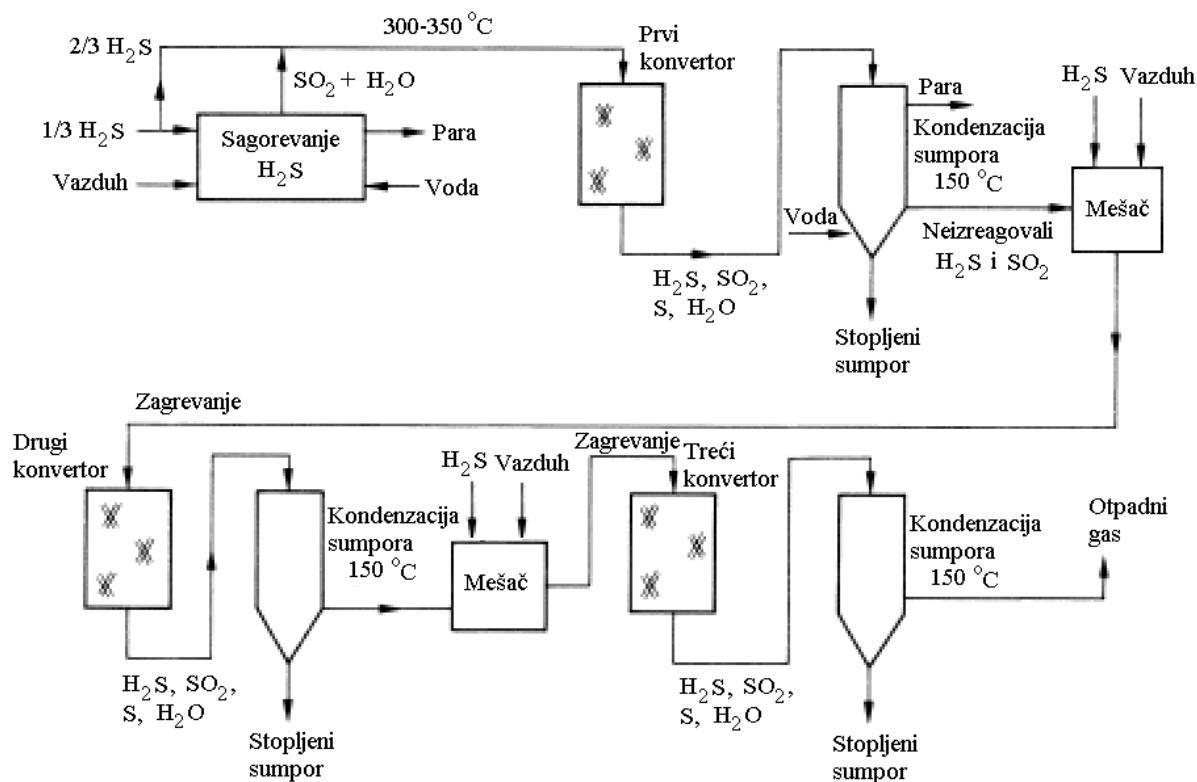 2/3 H₂S
300-350 °C
SO₂ + H₂O
1/3 H₂S
Vazduh
Sagorevanje
H₂S
Para
Voda
Prvi
konvertor
H₂S, SO₂,
S, H₂O
Para
Kondenzacija
sumpora
150 °C
Voda
Neizreagovali
H₂S i SO₂
Stopljeni
sumpor
H₂S Vazduh
Mešač
Zagrevanje
Drugi
konvertor
H₂S, SO₂,
S, H₂O
Kondenzacija
sumpora
150 °C
Stopljeni
sumpor
H₂S Vazduh
Mešač
Zagrevanje
Treći
konvertor
H₂S, SO₂,
S, H₂O
Kondenzacija
sumpora
150 °C
Stopljeni
sumpor
Otpadni
gas